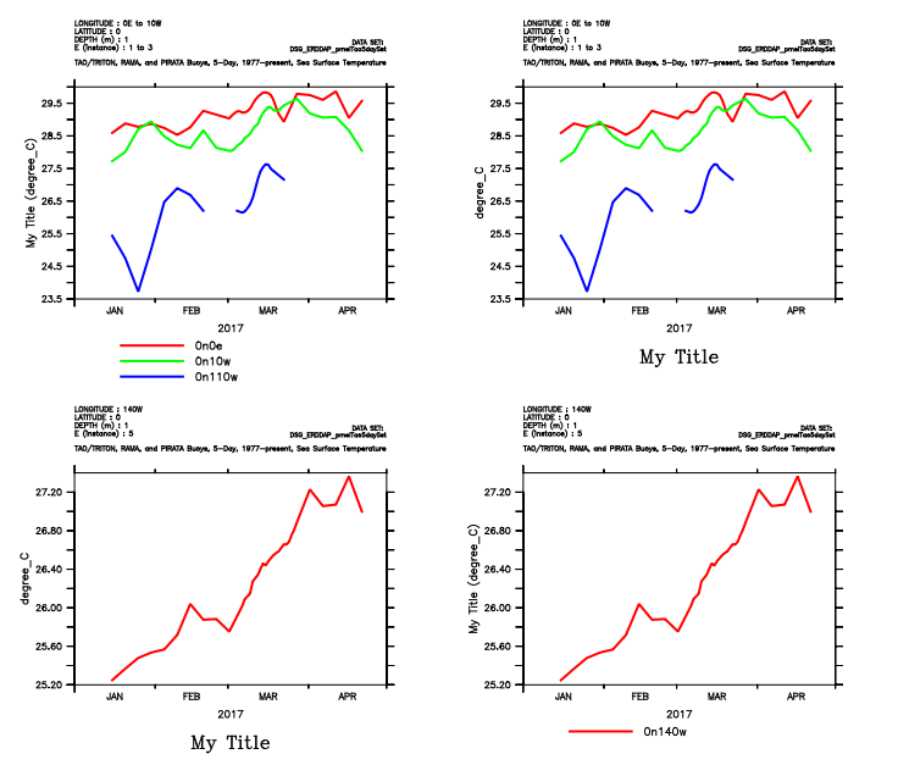 LONGITUDE : 0E to 10W
LATITUDE : 0
DEPTH (m) : 1
E (Instance) : 1 to 3
DATA SET:
DSG_ERDDAP_pmelTao5daySst
TAO/TRITON, RAMA, and PIRATA Buoys, 5-Day, 1977-present, Sea Surface Temperature
29.5
28.5
27.5
26.5
25.5
24.5
23.5
My Title (degree_C)
JAN FEB MAR APR
2017
0n0e
0n10w
0n110w
LONGITUDE : 0E to 10W
LATITUDE : 0
DEPTH (m) : 1
E (Instance) : 1 to 3
DATA SET:
DSG_ERDDAP_pmelTao5daySst
TAO/TRITON, RAMA, and PIRATA Buoys, 5-Day, 1977-present, Sea Surface Temperature
29.5
28.5
27.5
26.5
25.5
24.5
23.5
degree_C
JAN FEB MAR APR
2017
My Title
LONGITUDE : 140W
LATITUDE : 0
DEPTH (m) : 1
E (Instance) : 5
DATA SET:
DSG_ERDDAP_pmelTao5daySst
TAO/TRITON, RAMA, and PIRATA Buoys, 5-Day, 1977-present, Sea Surface Temperature
27.20
26.80
26.40
26.00
25.60
25.20
degree_C
JAN FEB MAR APR
2017
My Title
LONGITUDE : 140W
LATITUDE : 0
DEPTH (m) : 1
E (Instance) : 5
DATA SET:
DSG_ERDDAP_pmelTao5daySst
TAO/TRITON, RAMA, and PIRATA Buoys, 5-Day, 1977-present, Sea Surface Temperature
27.20
26.80
26.40
26.00
25.60
25.20
My Title (degree_C)
JAN FEB MAR APR
2017
0n140w